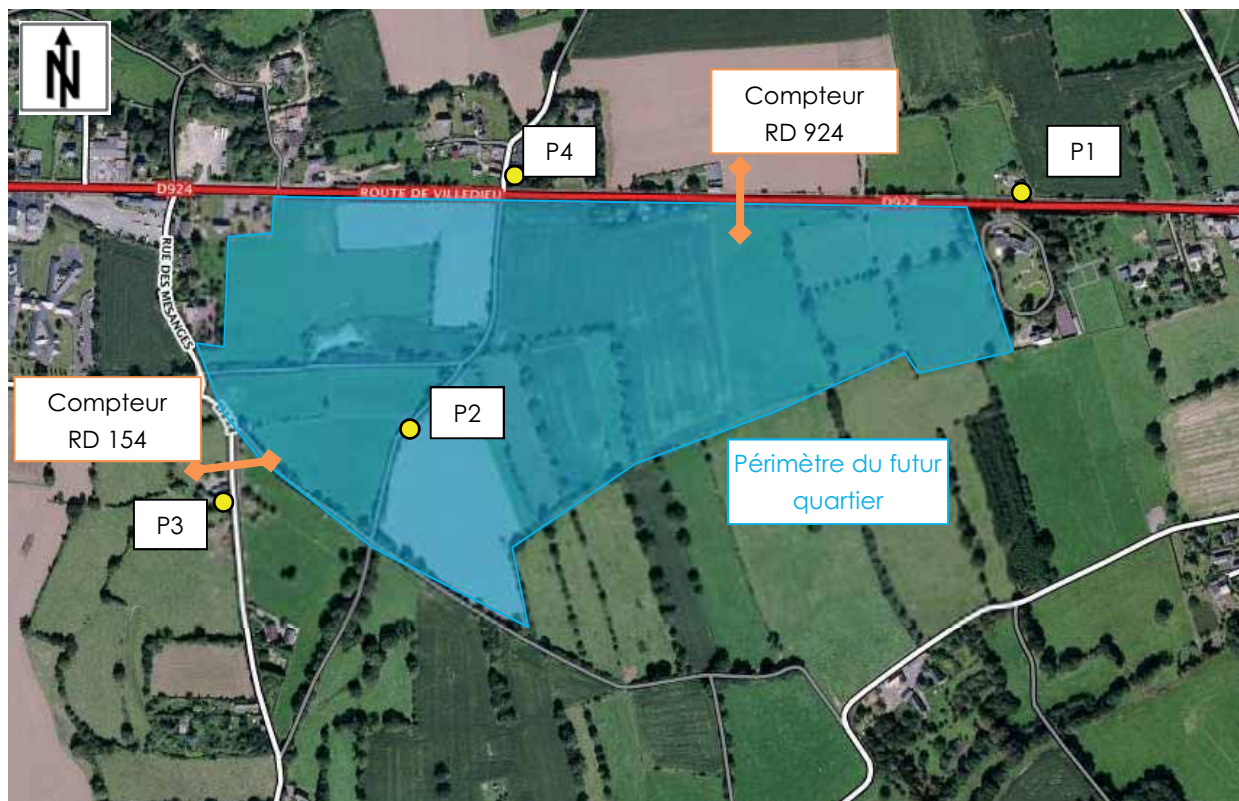 N
Compteur
RD 924
P4
P1
D924
ROUTE DE VILLEDIEU
D924
RUE DES MESANGES
Compteur
RD 154
P2
P3
Périmètre du futur
quartier